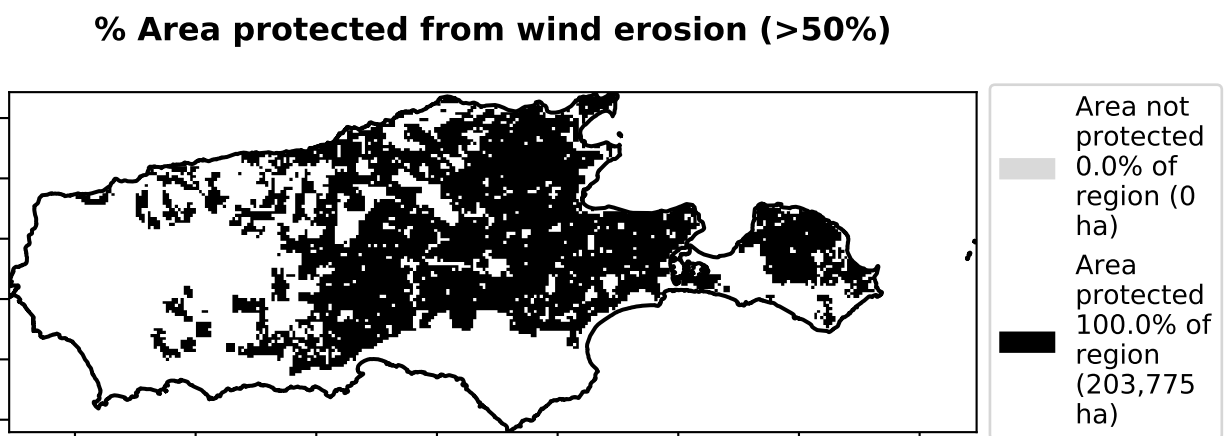 % Area protected from wind erosion (>50%)
Area not
protected
0.0% of
region (0
ha)
Area
protected
100.0% of
region
(203,775
ha)